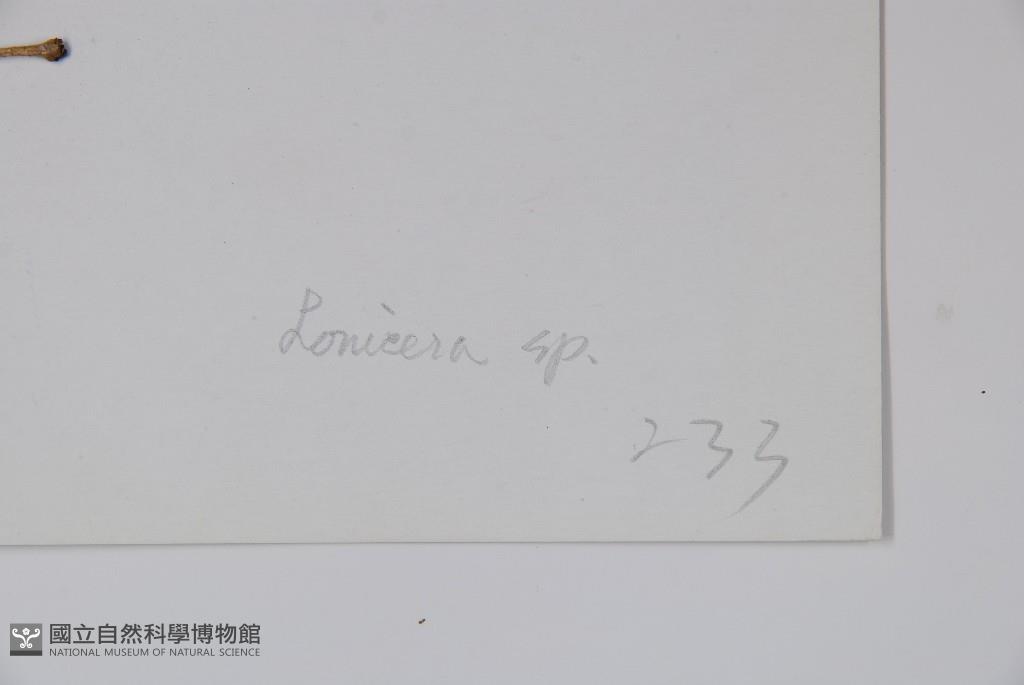 Lonicera sp.
233
國立自然科學博物館
NATIONAL MUSEUM OF NATURAL SCIENCE